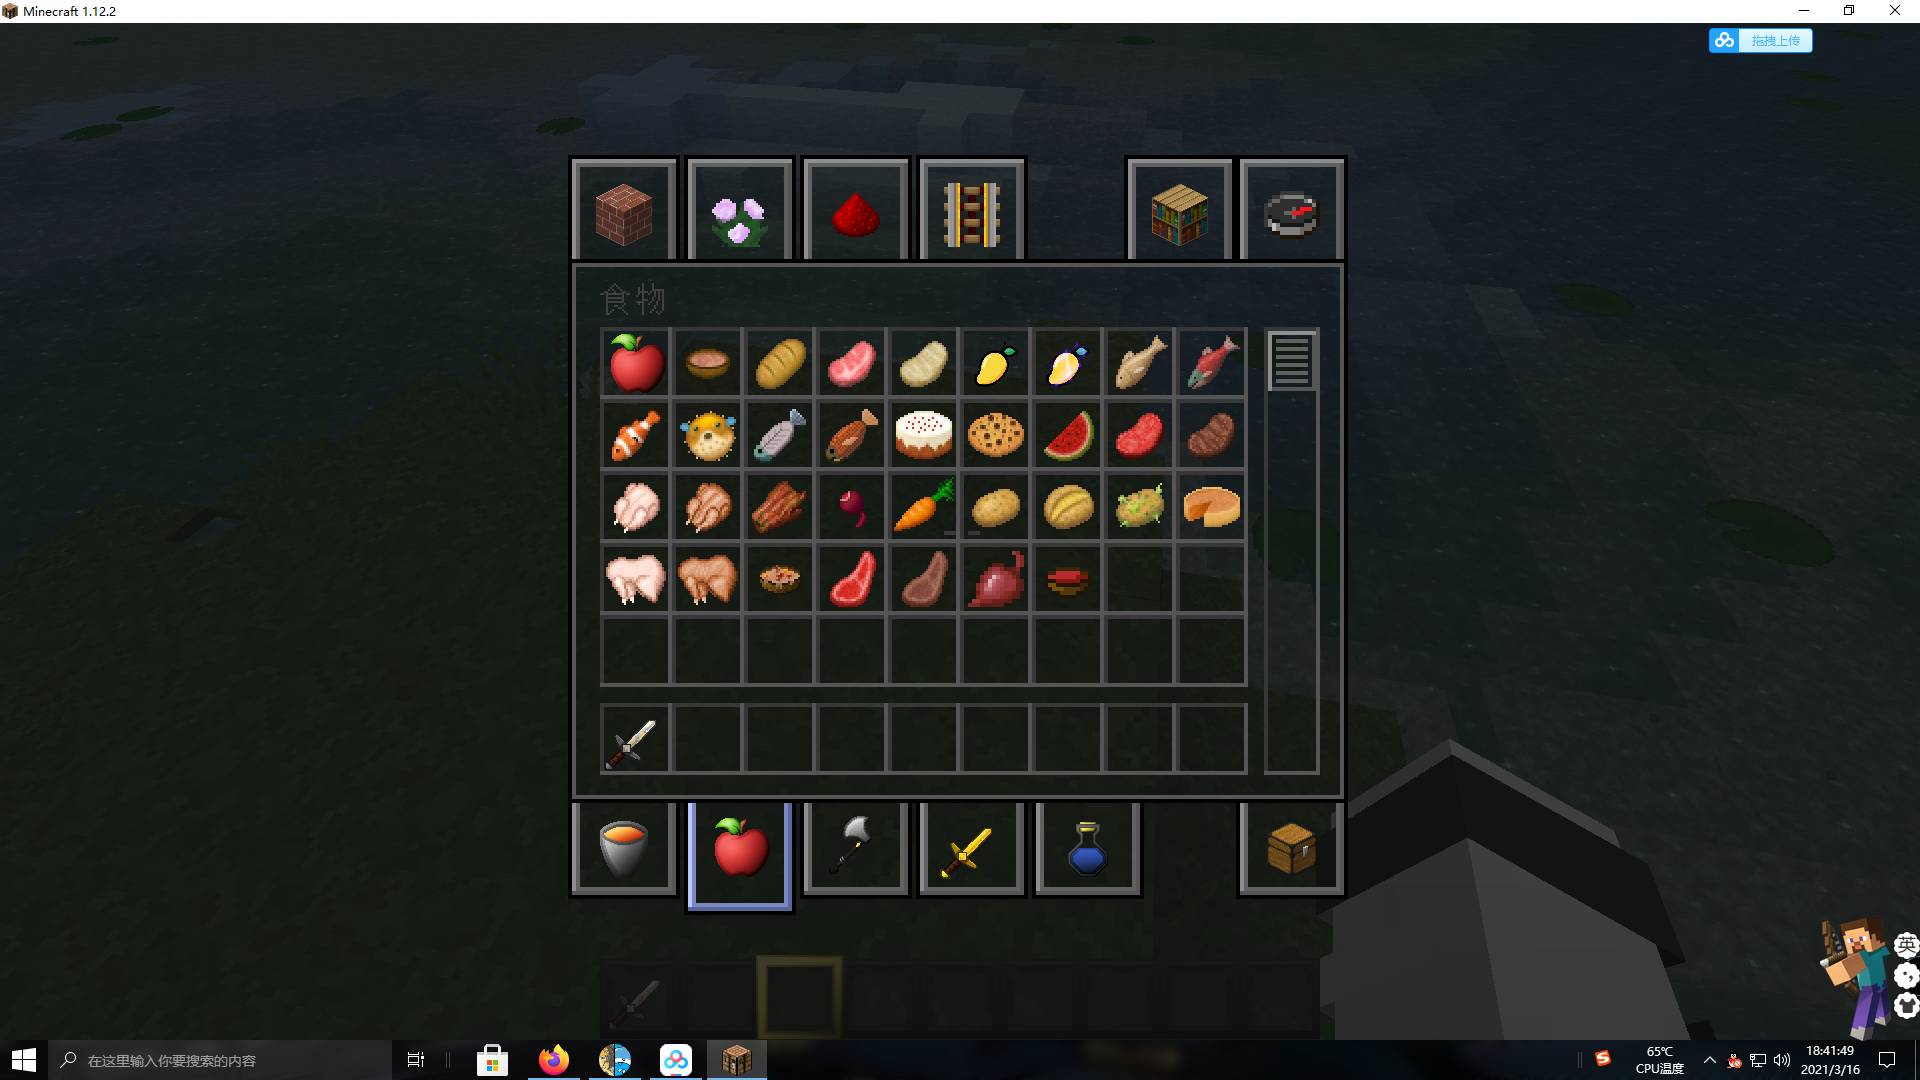 Minecraft 1.12.2
拖拽上传
食物
英
在这里输入你要搜索的内容
65℃
CPU温度
18:41:49
2021/3/16